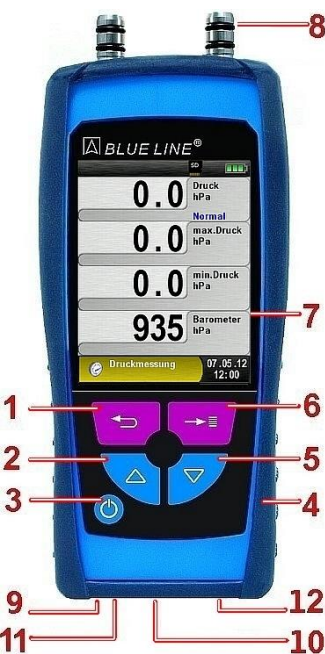 8
BLUE LINE®
SD
0.0 Druck hPa
Normal
0.0 max.Druck hPa
0.0 min.Druck hPa
935 Barometer hPa
7
Druckmessung 07.05.12 12:00
1
6
2
5
3
4
9
12
11
10